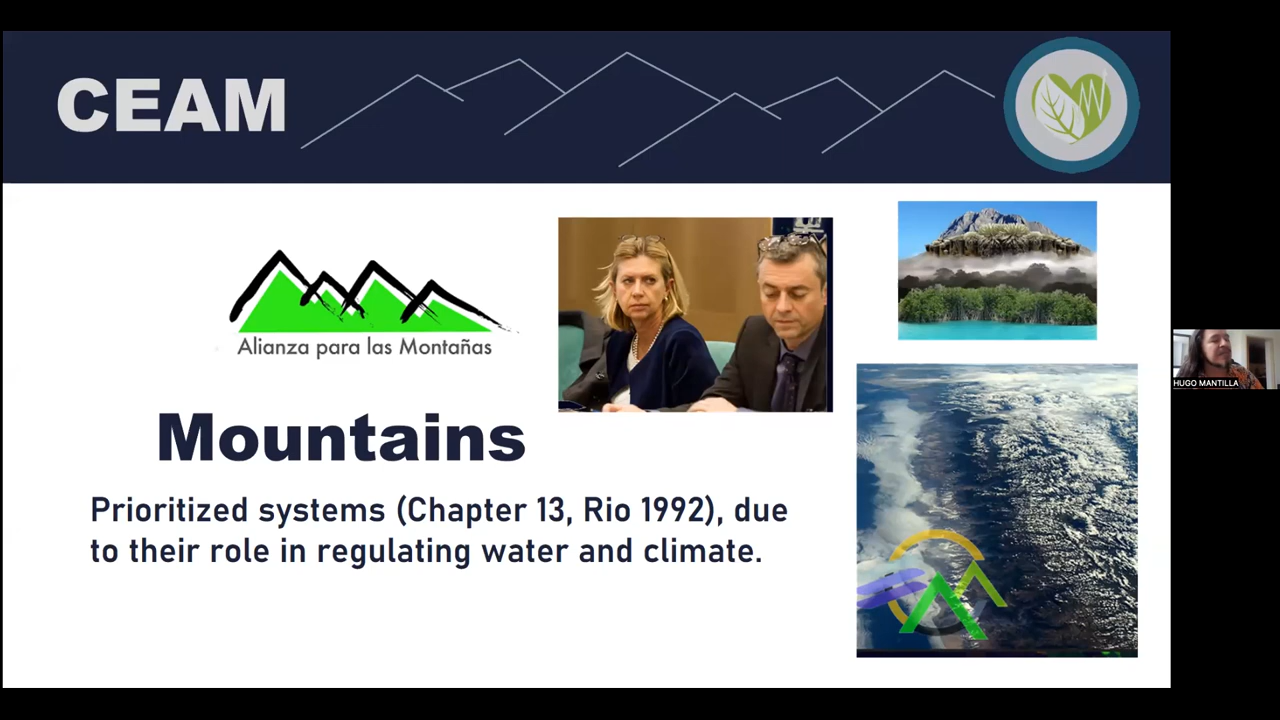 CEAM
Alianza para las Montañas
Mountains
Prioritized systems (Chapter 13, Rio 1992), due
to their role in regulating water and climate.
HUGO MANTILLA